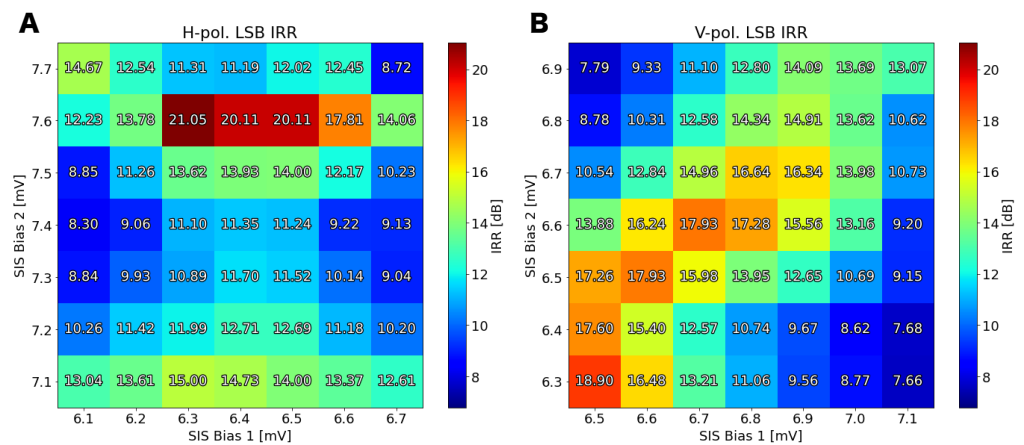 A
H-pol. LSB IRR
SIS Bias 2 [mV]
7.7 14.67 12.54 11.31 11.19 12.02 12.45 8.72
7.6 12.23 13.78 21.05 20.11 20.11 17.81 14.06
7.5 8.85 11.26 13.62 13.93 14.00 12.17 10.23
7.4 8.30 9.06 11.10 11.35 11.24 9.22 9.13
7.3 8.84 9.93 10.89 11.70 11.52 10.14 9.04
7.2 10.26 11.42 11.99 12.71 12.69 11.18 10.20
7.1 13.04 13.61 15.00 14.73 14.00 13.37 12.61
6.1 6.2 6.3 6.4 6.5 6.6 6.7
SIS Bias 1 [mV]
20
18
16
14
12
10
8
IRR [dB]
B
V-pol. LSB IRR
SIS Bias 2 [mV]
6.9 7.79 9.33 11.10 12.80 14.09 13.69 13.07
6.8 8.78 10.31 12.58 14.34 14.91 13.62 10.62
6.7 10.54 12.84 14.96 16.64 16.34 13.98 10.73
6.6 13.88 16.24 17.93 17.28 15.56 13.16 9.20
6.5 17.26 17.93 15.98 13.95 12.65 10.69 9.15
6.4 17.60 15.40 12.57 10.74 9.67 8.62 7.68
6.3 18.90 16.48 13.21 11.06 9.56 8.77 7.66
6.5 6.6 6.7 6.8 6.9 7.0 7.1
SIS Bias 1 [mV]
20
18
16
14
12
10
8
IRR [dB]